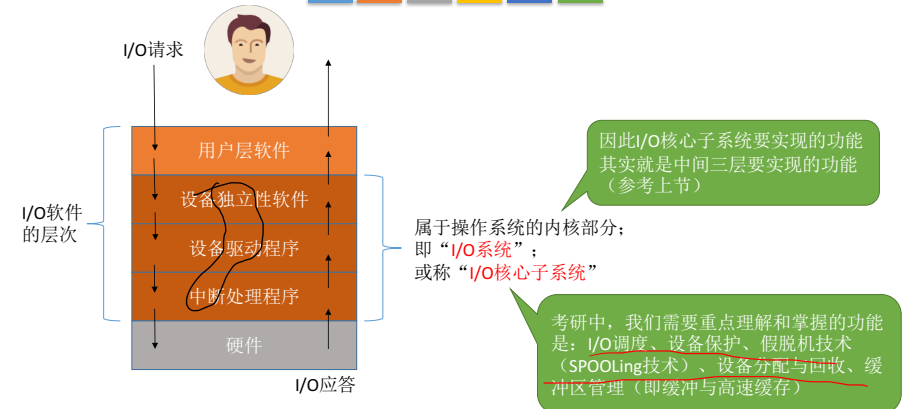 I/O请求
用户层软件
设备独立性软件
设备驱动程序
中断处理程序
硬件
I/O应答
I/O软件
的层次
属于操作系统的内核部分；
即“I/O系统”；
或称“I/O核心子系统”
因此I/O核心子系统要实现的功能
其实就是中间三层要实现的功能
（参考上节）
考研中，我们需要重点理解和掌握的功能
是：I/O调度、设备保护、假脱机技术
（SPOOLing技术）、设备分配与回收、缓
冲区管理（即缓冲与高速缓存）